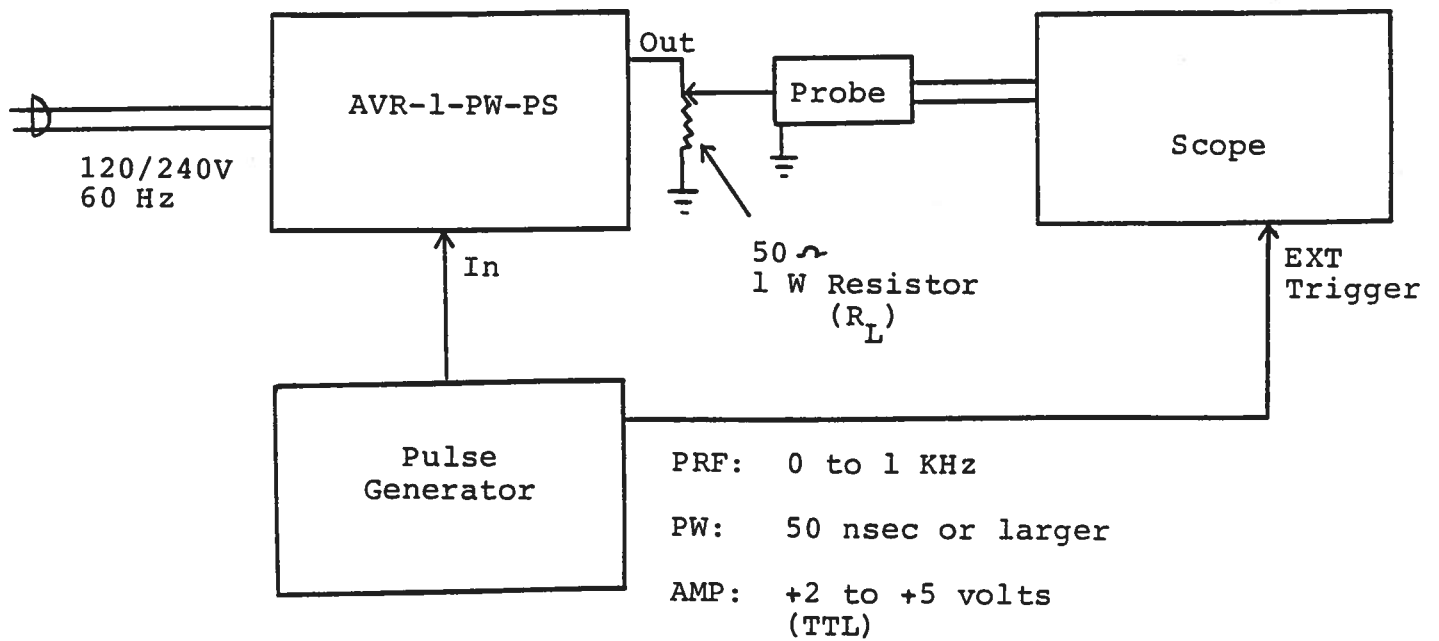 Out
AVR-1-PW-PS
Probe
Scope
120/240V
60 Hz
In
50 Ω
1 W Resistor
(R_L)
EXT
Trigger
Pulse
Generator
PRF: 0 to 1 KHz
PW: 50 nsec or larger
AMP: +2 to +5 volts
(TTL)